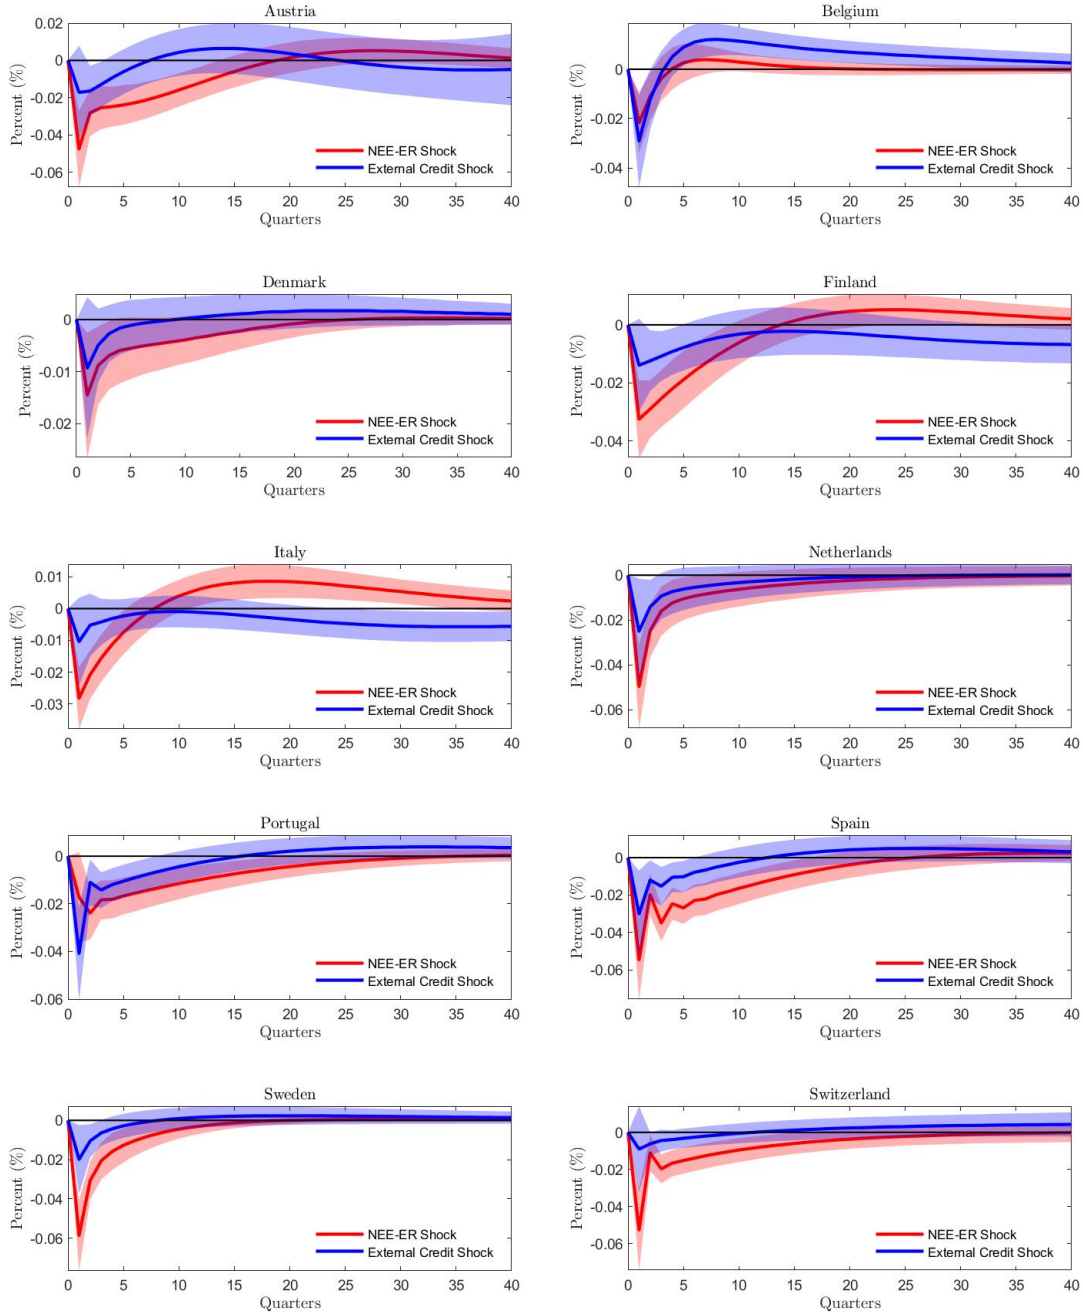 Austria
0.02
0
-0.02
-0.04
-0.06
Percent (%)
NEE-ER Shock
External Credit Shock
0 5 10 15 20 25 30 35 40
Quarters
Belgium
0
-0.02
-0.04
Percent (%)
NEE-ER Shock
External Credit Shock
0 5 10 15 20 25 30 35 40
Quarters
Denmark
0
-0.01
-0.02
Percent (%)
NEE-ER Shock
External Credit Shock
0 5 10 15 20 25 30 35 40
Quarters
Finland
0
-0.02
-0.04
Percent (%)
NEE-ER Shock
External Credit Shock
0 5 10 15 20 25 30 35 40
Quarters
Italy
0.01
0
-0.01
-0.02
-0.03
Percent (%)
NEE-ER Shock
External Credit Shock
0 5 10 15 20 25 30 35 40
Quarters
Netherlands
0
-0.02
-0.04
-0.06
Percent (%)
NEE-ER Shock
External Credit Shock
0 5 10 15 20 25 30 35 40
Quarters
Portugal
0
-0.02
-0.04
-0.06
Percent (%)
NEE-ER Shock
External Credit Shock
0 5 10 15 20 25 30 35 40
Quarters
Spain
0
-0.02
-0.04
-0.06
Percent (%)
NEE-ER Shock
External Credit Shock
0 5 10 15 20 25 30 35 40
Quarters
Sweden
0
-0.02
-0.04
-0.06
Percent (%)
NEE-ER Shock
External Credit Shock
0 5 10 15 20 25 30 35 40
Quarters
Switzerland
0
-0.02
-0.04
-0.06
Percent (%)
NEE-ER Shock
External Credit Shock
0 5 10 15 20 25 30 35 40
Quarters